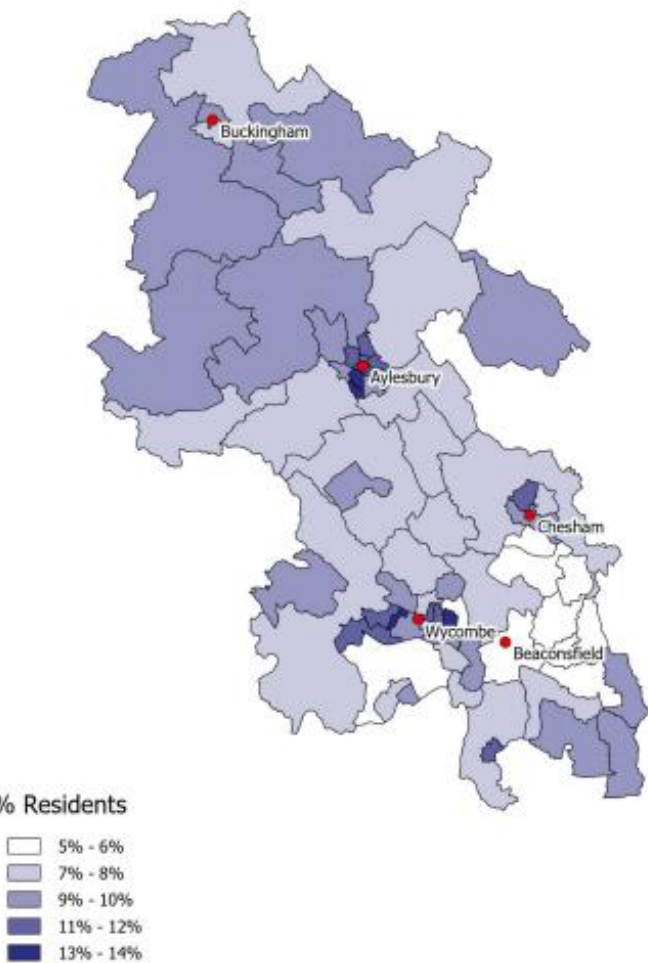 Buckingham
Aylesbury
Chesham
Wycombe
Beaconsfield
% Residents
5% - 6%
7% - 8%
9% - 10%
11% - 12%
13% - 14%